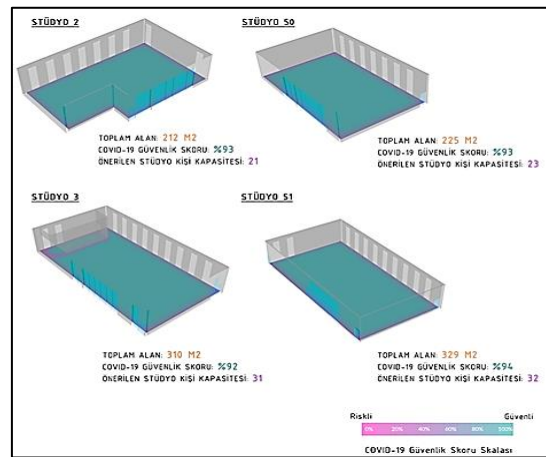 STÜDYO 2
TOPLAM ALAN: 212 M2
COVID-19 GÜVENLİK SKORU: %93
ÖNERİLEN STÜDYO KİŞİ KAPASİTESİ: 21
STÜDYO 50
TOPLAM ALAN: 225 M2
COVID-19 GÜVENLİK SKORU: %93
ÖNERİLEN STÜDYO KİŞİ KAPASİTESİ: 23
STÜDYO 3
TOPLAM ALAN: 310 M2
COVID-19 GÜVENLİK SKORU: %92
ÖNERİLEN STÜDYO KİŞİ KAPASİTESİ: 31
STÜDYO 51
TOPLAM ALAN: 329 M2
COVID-19 GÜVENLİK SKORU: %94
ÖNERİLEN STÜDYO KİŞİ KAPASİTESİ: 32
Riskli Güvenli
0% 20% 40% 60% 80% 100%
COVID-19 Güvenlik Skoru Skalası